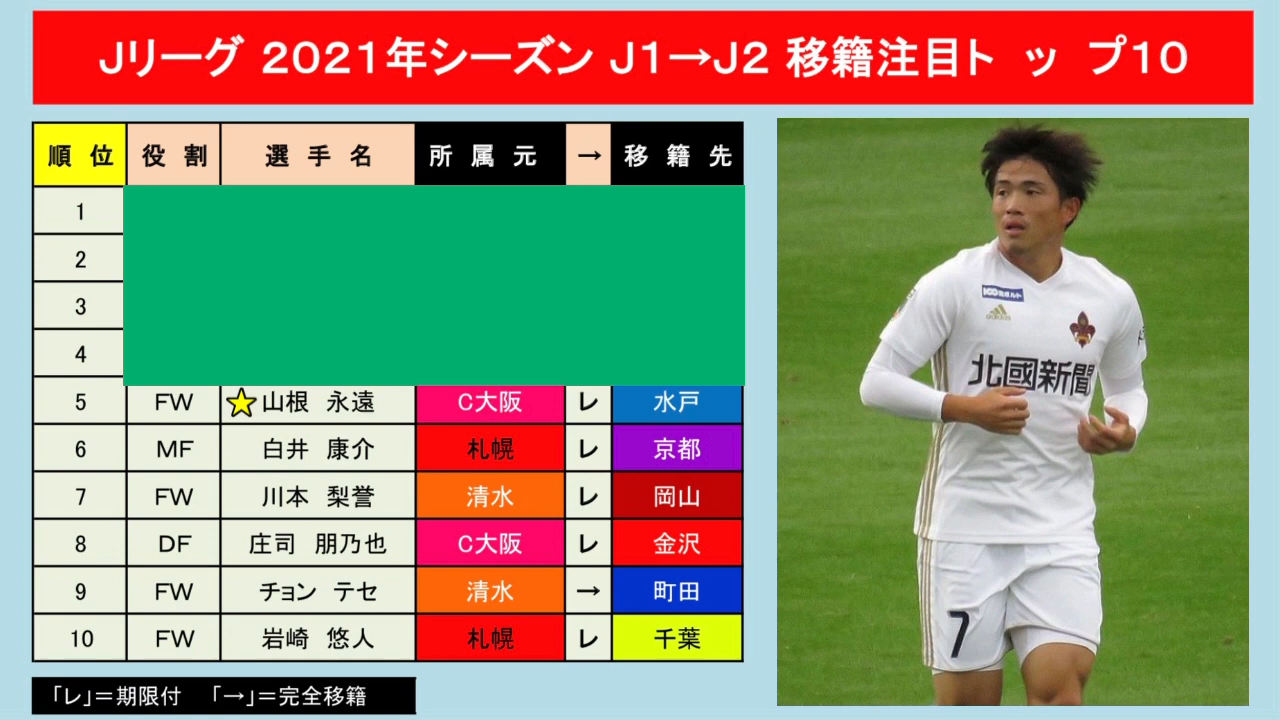 Jリーグ 2021年シーズン J1→J2 移籍注目トップ10
順位 役割 選手名 所属元 → 移籍先
1
2
3
4
5 FW ☆山根 永遠 C大阪 レ 水戸
6 MF 白井 康介 札幌 レ 京都
7 FW 川本 梨誉 清水 レ 岡山
8 DF 庄司 朋乃也 C大阪 レ 金沢
9 FW チョン テセ 清水 → 町田
10 FW 岩崎 悠人 札幌 レ 千葉
「レ」=期限付 「→」=完全移籍
adidas
北國新聞
7